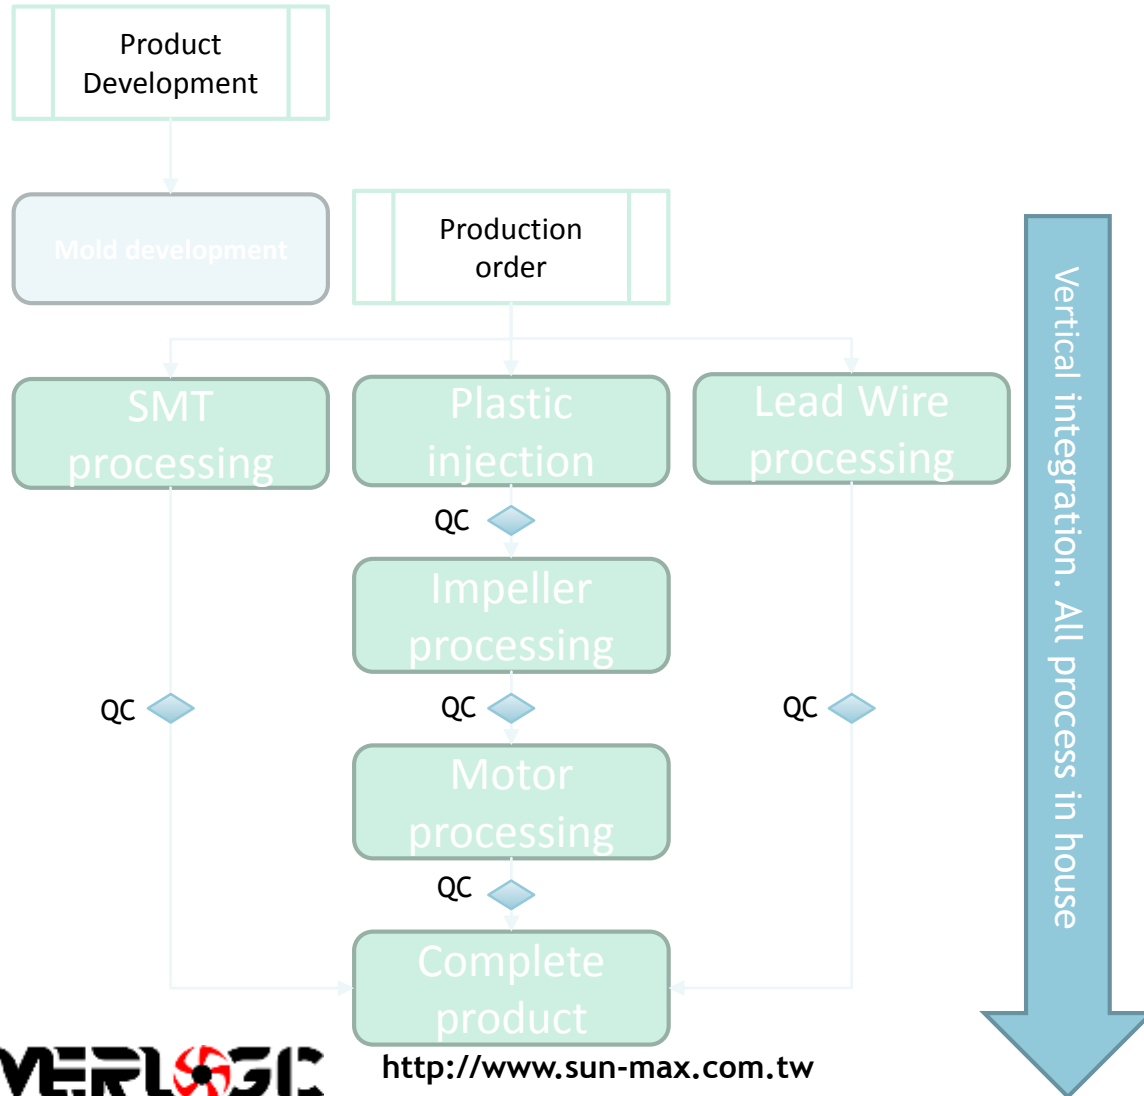 Product
Development
Mold development
Production
order
SMT
processing
Plastic
injection
Lead Wire
processing
QC
Impeller
processing
QC
QC
QC
Motor
processing
QC
Complete
product
Vertical integration. All process in house
VERLOGIC
http://www.sun-max.com.tw